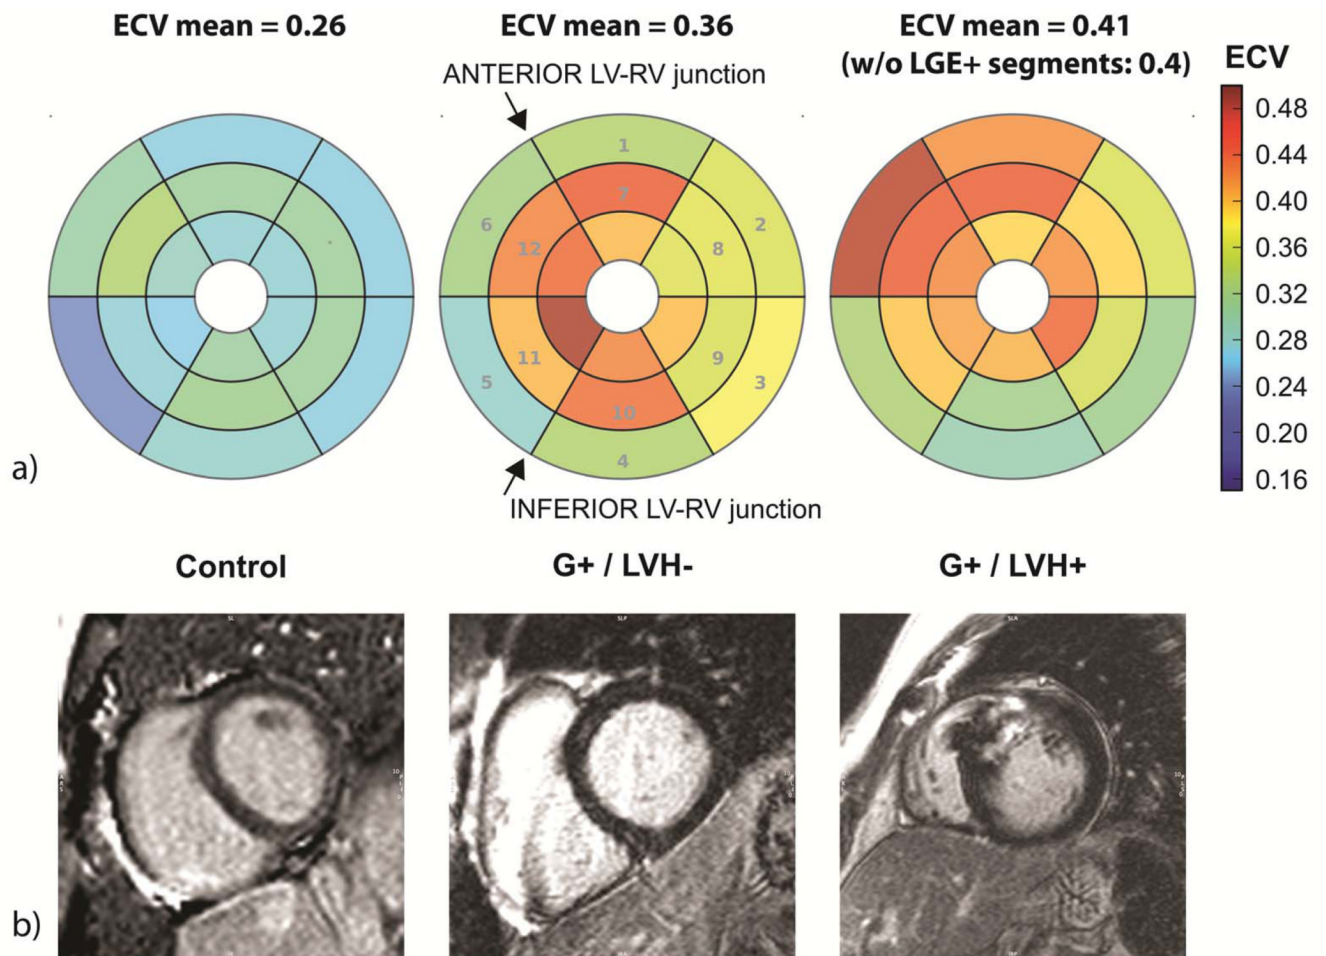 ECV mean = 0.26
ECV mean = 0.36
ECV mean = 0.41
(w/o LGE+ segments: 0.4)
ANTERIOR LV-RV junction
ECV
0.48
0.44
0.40
0.36
0.32
0.28
0.24
0.20
0.16
1
2
3
4
5
6
7
8
9
10
11
12
a)
INFERIOR LV-RV junction
Control
G+ / LVH-
G+ / LVH+
b)